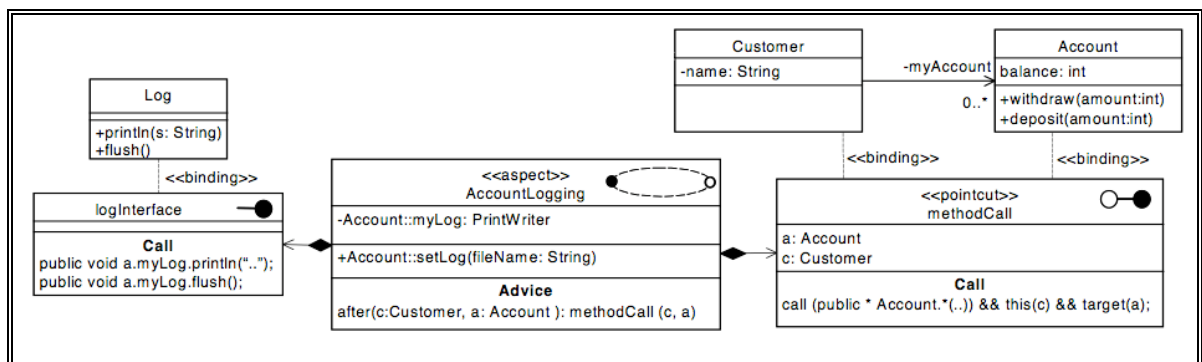 Customer
-name: String
-myAccount
0..*
Account
balance: int
+withdraw(amount:int)
+deposit(amount:int)
Log
+println(s: String)
+flush()
<<binding>>
<<binding>>
<<binding>>
logInterface
Call
public void a.myLog.println("..");
public void a.myLog.flush();
<<aspect>>
AccountLogging
-Account::myLog: PrintWriter
+Account::setLog(fileName: String)
Advice
after(c:Customer, a: Account ): methodCall (c, a)
<<pointcut>>
methodCall
a: Account
c: Customer
Call
call (public * Account.*(..)) && this(c) && target(a);